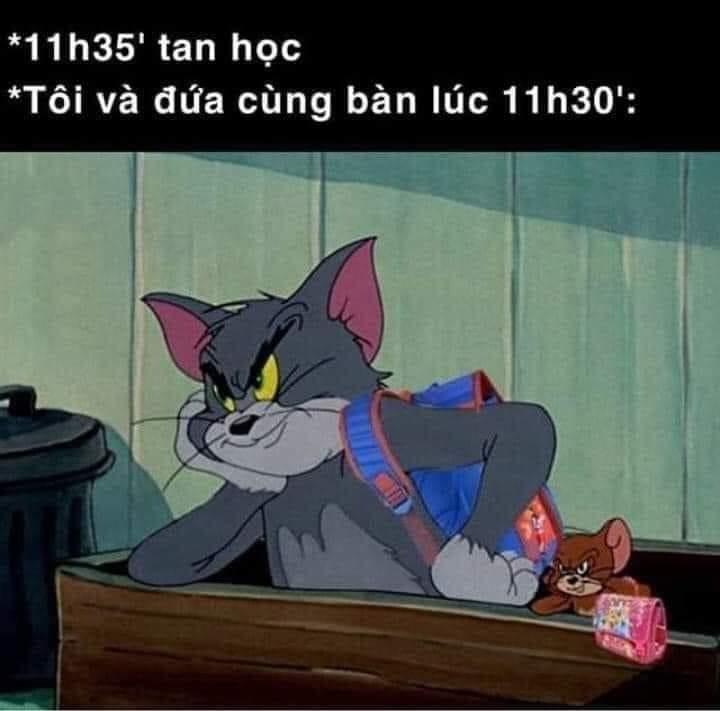 *11h35' tan học
*Tôi và đứa cùng bàn lúc 11h30':